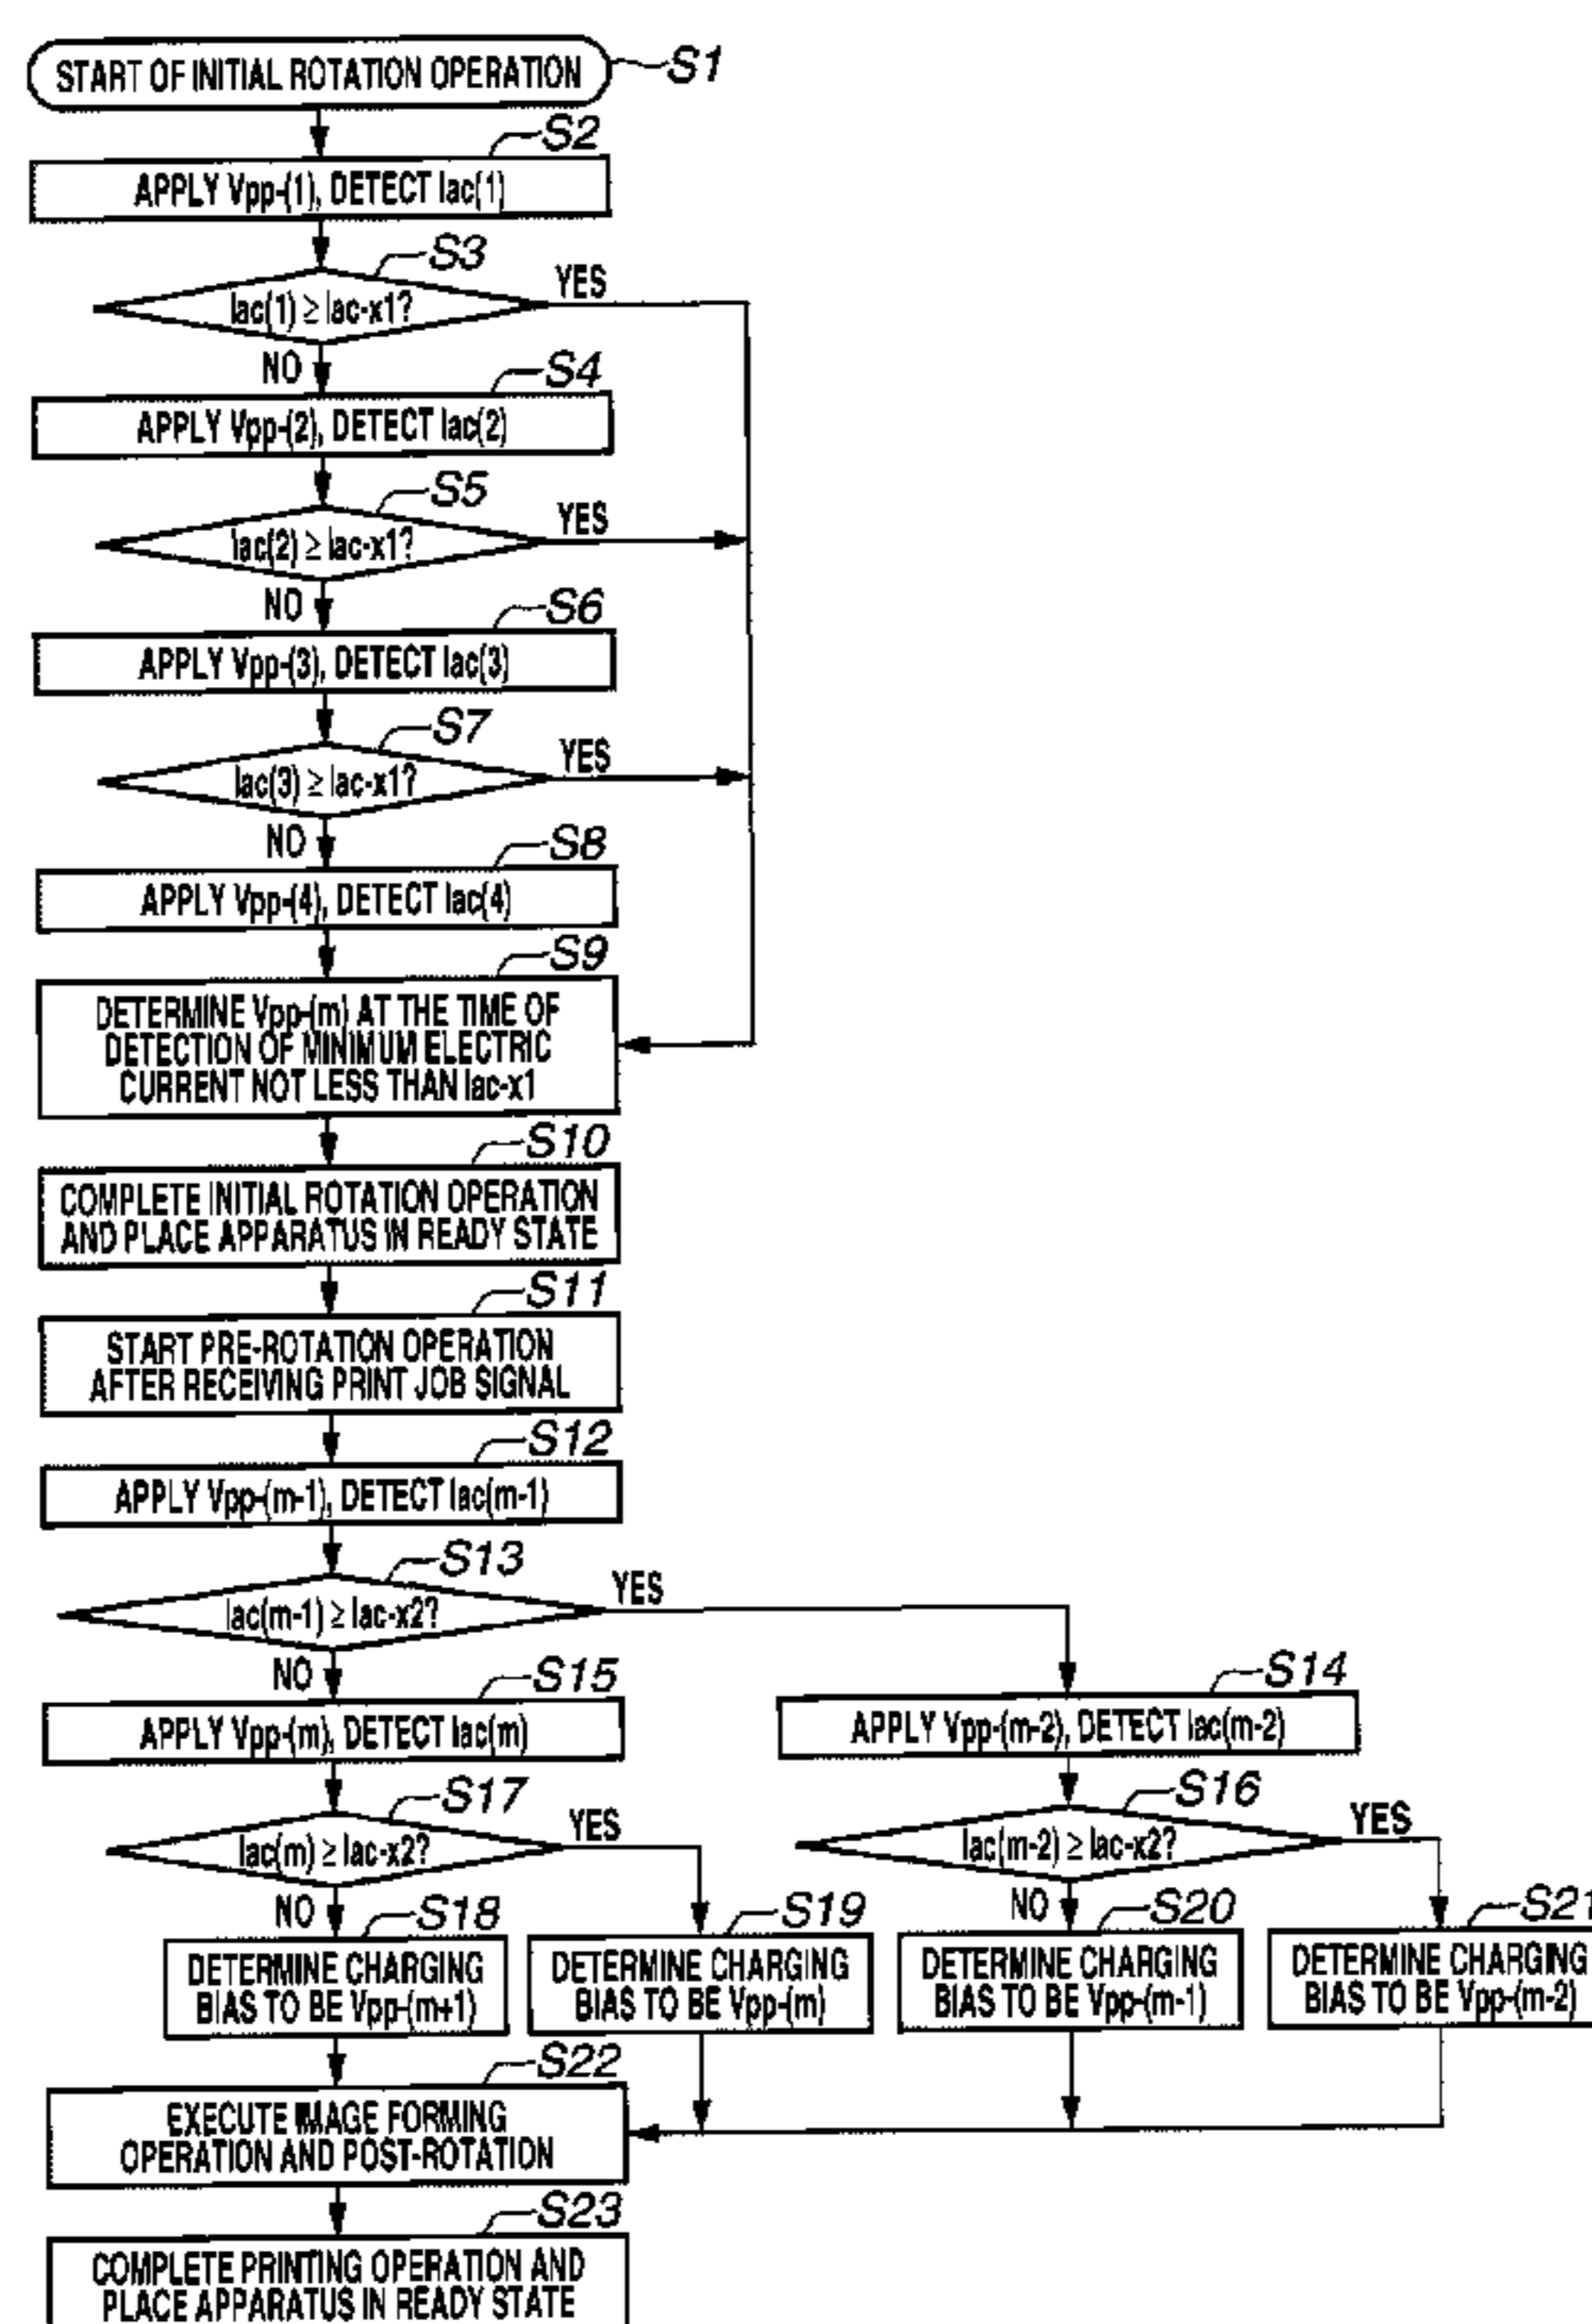 START OF INITIAL ROTATION OPERATION
S1
S2
APPLY Vpp-(1), DETECT Iac(1)
S3
Iac(1) ≥ Iac-x1?
YES
NO
S4
APPLY Vpp-(2), DETECT Iac(2)
S5
Iac(2) ≥ Iac-x1?
YES
NO
S6
APPLY Vpp-(3), DETECT Iac(3)
S7
Iac(3) ≥ Iac-x1?
YES
NO
S8
APPLY Vpp-(4), DETECT Iac(4)
S9
DETERMINE Vpp-(m) AT THE TIME OF
DETECTION OF MINIMUM ELECTRIC
CURRENT NOT LESS THAN Iac-x1
S10
COMPLETE INITIAL ROTATION OPERATION
AND PLACE APPARATUS IN READY STATE
S11
START PRE-ROTATION OPERATION
AFTER RECEIVING PRINT JOB SIGNAL
S12
APPLY Vpp-(m-1), DETECT Iac(m-1)
S13
Iac(m-1) ≥ Iac-x2?
YES
NO
S15
APPLY Vpp-(m), DETECT Iac(m)
S14
APPLY Vpp-(m-2), DETECT Iac(m-2)
S17
Iac(m) ≥ Iac-x2?
YES
NO
S16
Iac(m-2) ≥ Iac-x2?
YES
NO
S18
DETERMINE CHARGING
BIAS TO BE Vpp-(m+1)
S19
DETERMINE CHARGING
BIAS TO BE Vpp-(m)
S20
DETERMINE CHARGING
BIAS TO BE Vpp-(m-1)
S21
DETERMINE CHARGING
BIAS TO BE Vpp-(m-2)
S22
EXECUTE IMAGE FORMING
OPERATION AND POST-ROTATION
S23
COMPLETE PRINTING OPERATION AND
PLACE APPARATUS IN READY STATE